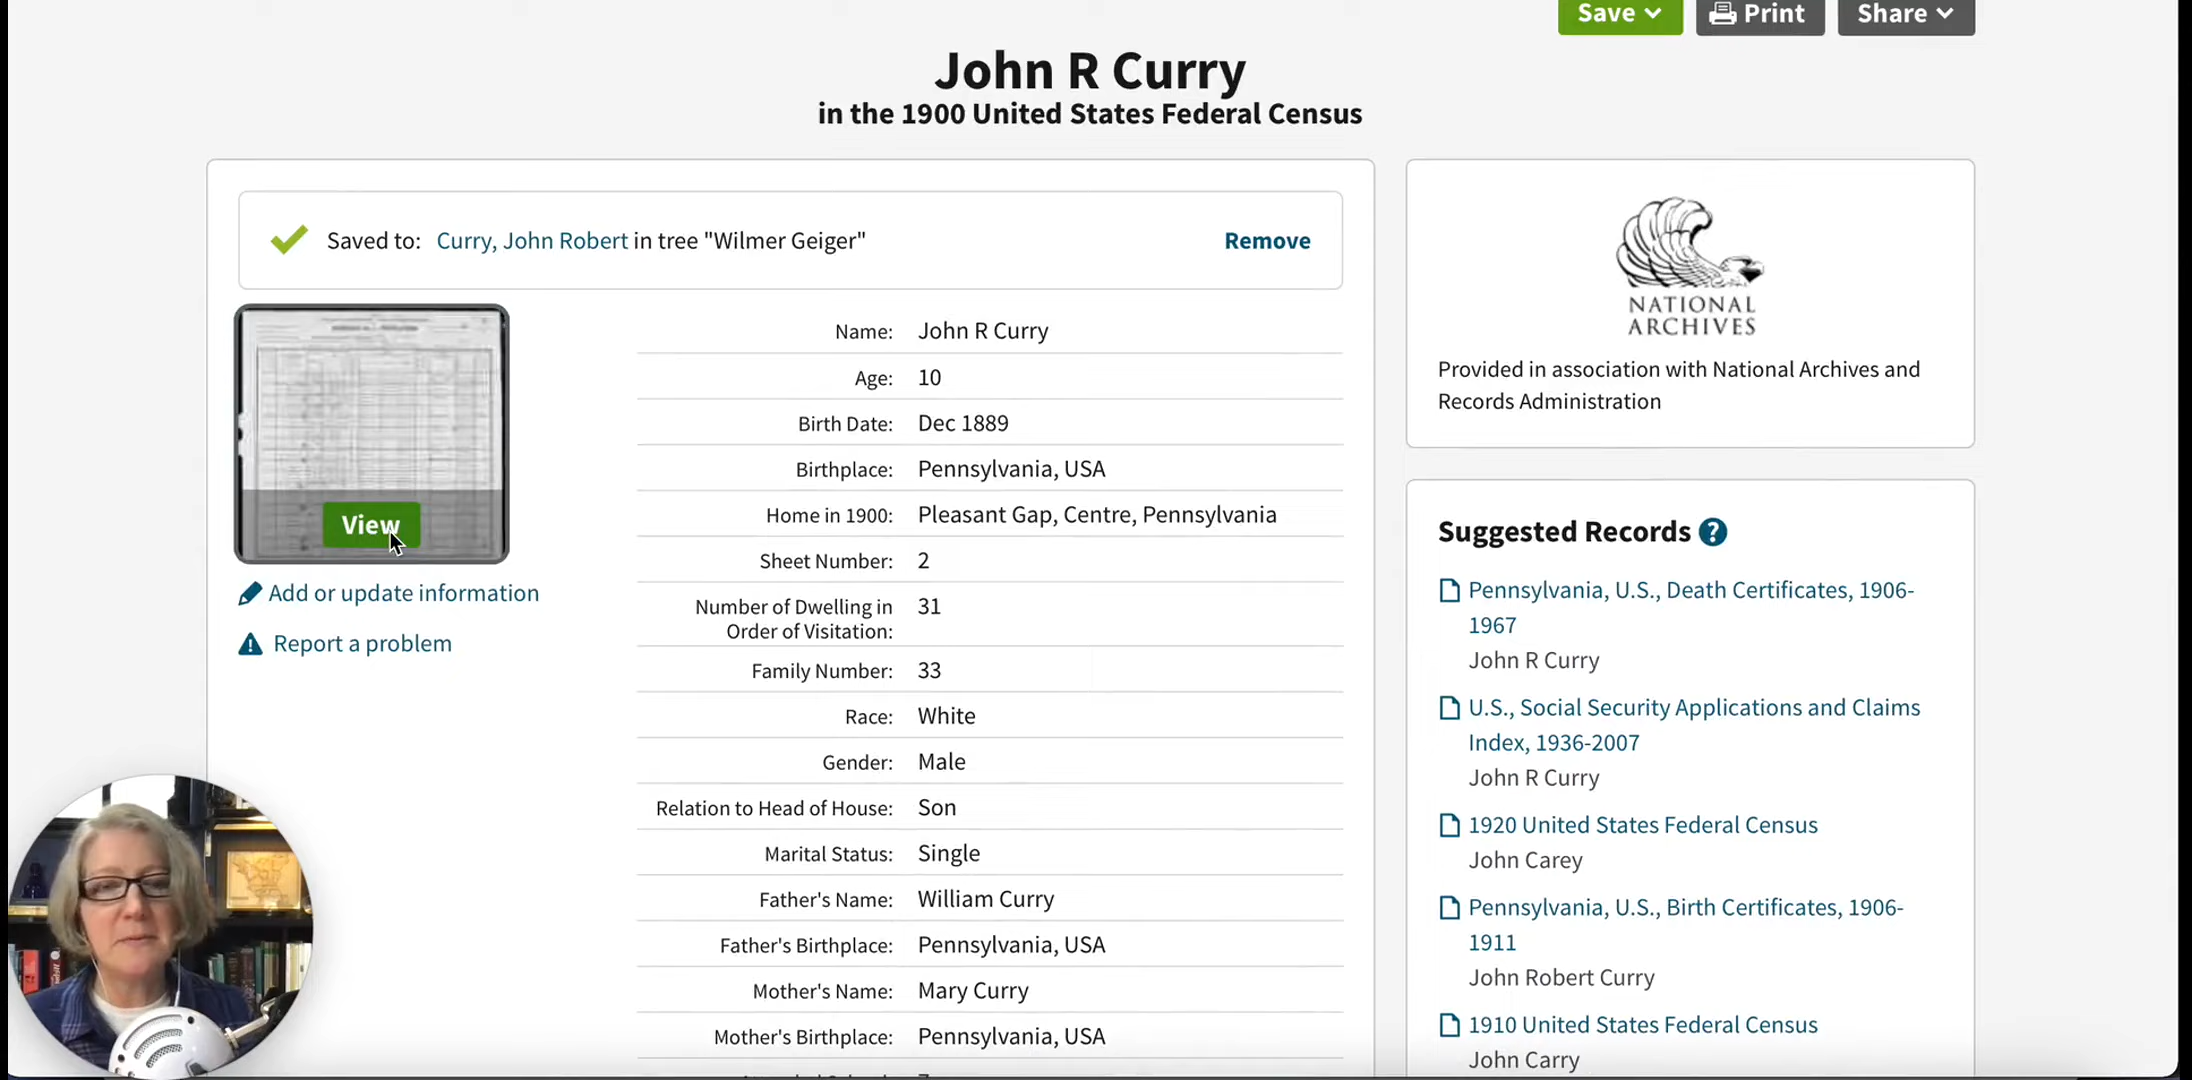 Save
Print
Share
John R Curry
in the 1900 United States Federal Census
Saved to: Curry, John Robert in tree "Wilmer Geiger"
Remove
View
Add or update information
Report a problem
Name: John R Curry
Age: 10
Birth Date: Dec 1889
Birthplace: Pennsylvania, USA
Home in 1900: Pleasant Gap, Centre, Pennsylvania
Sheet Number: 2
Number of Dwelling in 31
Order of Visitation:
Family Number: 33
Race: White
Gender: Male
Relation to Head of House: Son
Marital Status: Single
Father's Name: William Curry
Father's Birthplace: Pennsylvania, USA
Mother's Name: Mary Curry
Mother's Birthplace: Pennsylvania, USA
NATIONAL
ARCHIVES
Provided in association with National Archives and
Records Administration
Suggested Records ?
Pennsylvania, U.S., Death Certificates, 1906-
1967
John R Curry
U.S., Social Security Applications and Claims
Index, 1936-2007
John R Curry
1920 United States Federal Census
John Carey
Pennsylvania, U.S., Birth Certificates, 1906-
1911
John Robert Curry
1910 United States Federal Census
John Carry